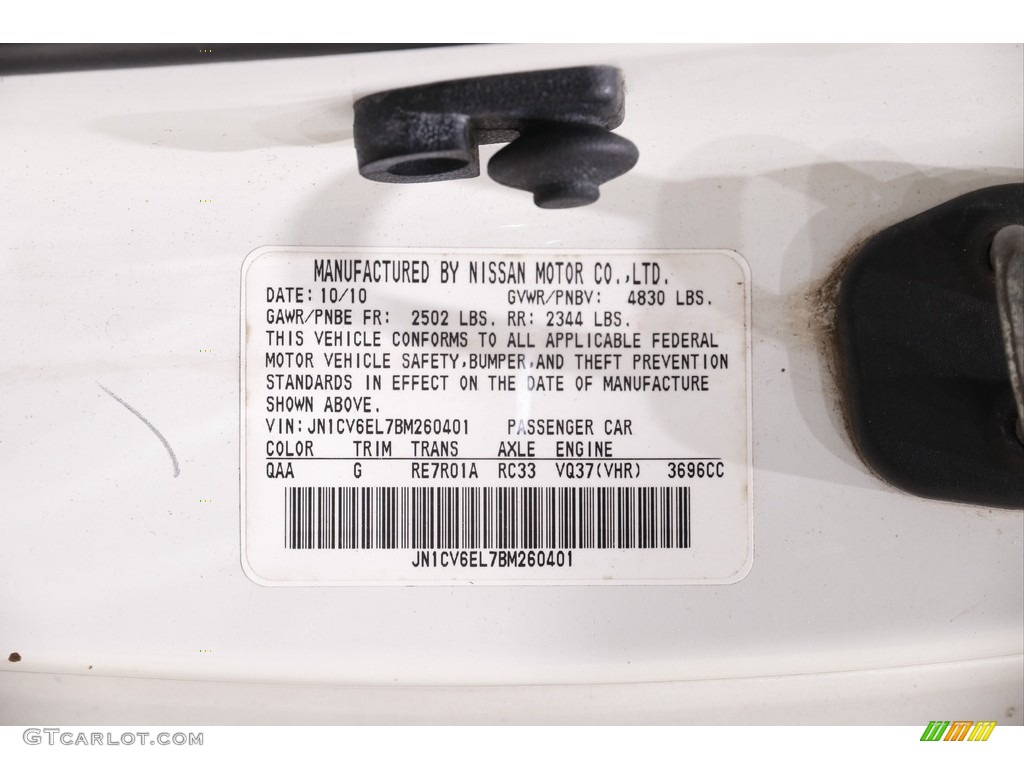 MANUFACTURED BY NISSAN MOTOR CO.,LTD.
DATE: 10/10 GVWR/PNBV: 4830 LBS.
GAWR/PNBE FR: 2502 LBS. RR: 2344 LBS.
THIS VEHICLE CONFORMS TO ALL APPLICABLE FEDERAL
MOTOR VEHICLE SAFETY,BUMPER,AND THEFT PREVENTION
STANDARDS IN EFFECT ON THE DATE OF MANUFACTURE
SHOWN ABOVE.
VIN: JN1CV6EL7BM260401 PASSENGER CAR
COLOR TRIM TRANS AXLE ENGINE
QAA G RE7R01A RC33 VQ37(VHR) 3696CC
JN1CV6EL7BM260401
GTCARLOT.COM